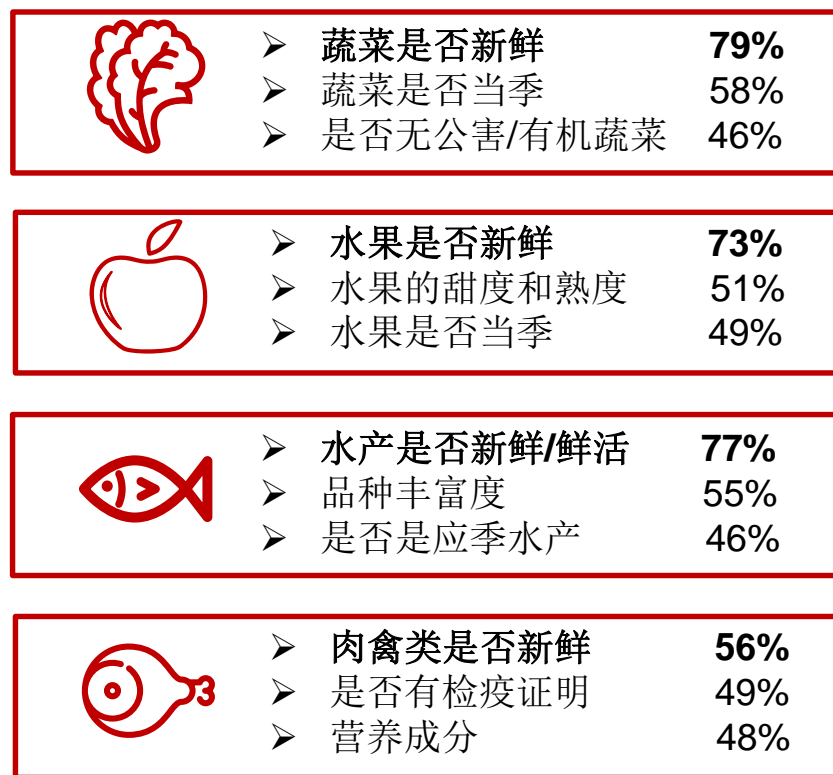 ➢ 蔬菜是否新鲜 79%
➢ 蔬菜是否当季 58%
➢ 是否无公害/有机蔬菜 46%
➢ 水果是否新鲜 73%
➢ 水果的甜度和熟度 51%
➢ 水果是否当季 49%
➢ 水产是否新鲜/鲜活 77%
➢ 品种丰富度 55%
➢ 是否是应季水产 46%
➢ 肉禽类是否新鲜 56%
➢ 是否有检疫证明 49%
➢ 营养成分 48%